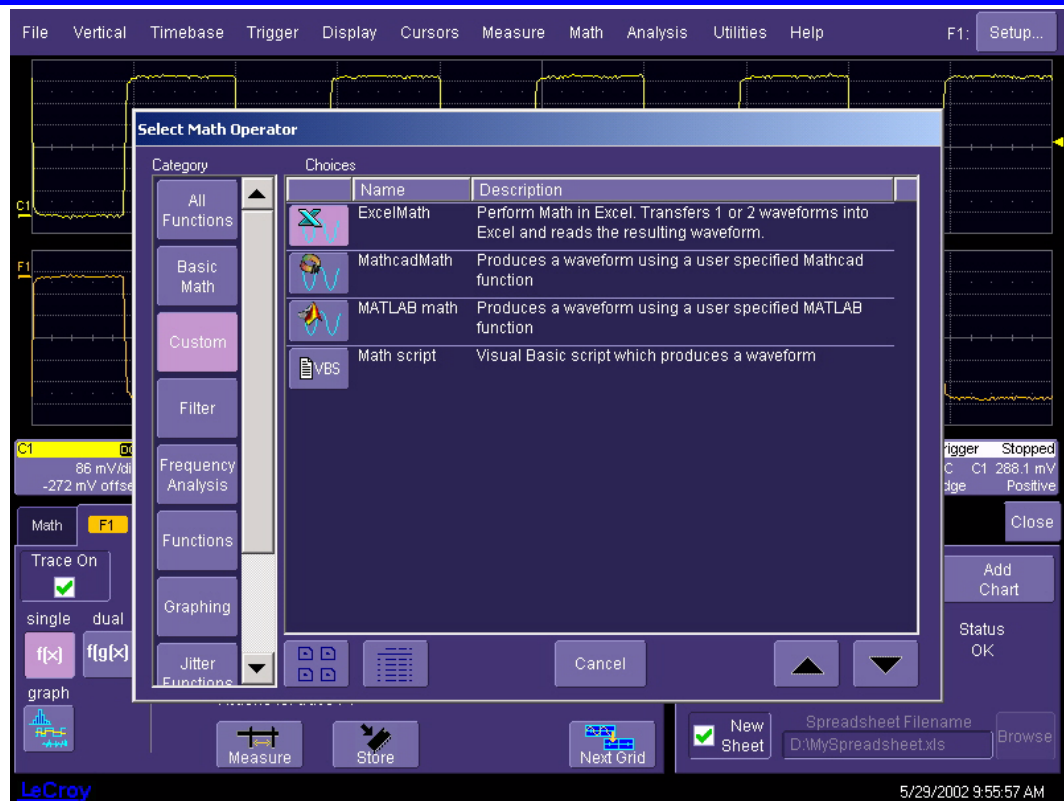 File Vertical Timebase Trigger Display Cursors Measure Math Analysis Utilities Help F1: Setup...
Select Math Operator
Category Choices
Name Description
All
Functions
Basic
Math
Custom
Filter
Frequency
Analysis
Functions
Graphing
Jitter
Functions
ExcelMath Perform Math in Excel. Transfers 1 or 2 waveforms into
Excel and reads the resulting waveform.
MathcadMath Produces a waveform using a user specified Mathcad
function
MATLAB math Produces a waveform using a user specified MATLAB
function
VBS Math script Visual Basic script which produces a waveform
Cancel
C1
F1
C1
86 mV/di
-272 mV offse
rigger Stopped
C C1 288.1 mV
dge Positive
Math F1 Close
Trace On
single dual
f(x) f(g(x)
graph
Measure Store Next Grid
Add
Chart
Status
OK
New
Sheet
Spreadsheet Filename
D:\MySpreadsheet.xls Browse
LeCroy 5/29/2002 9:55:57 AM